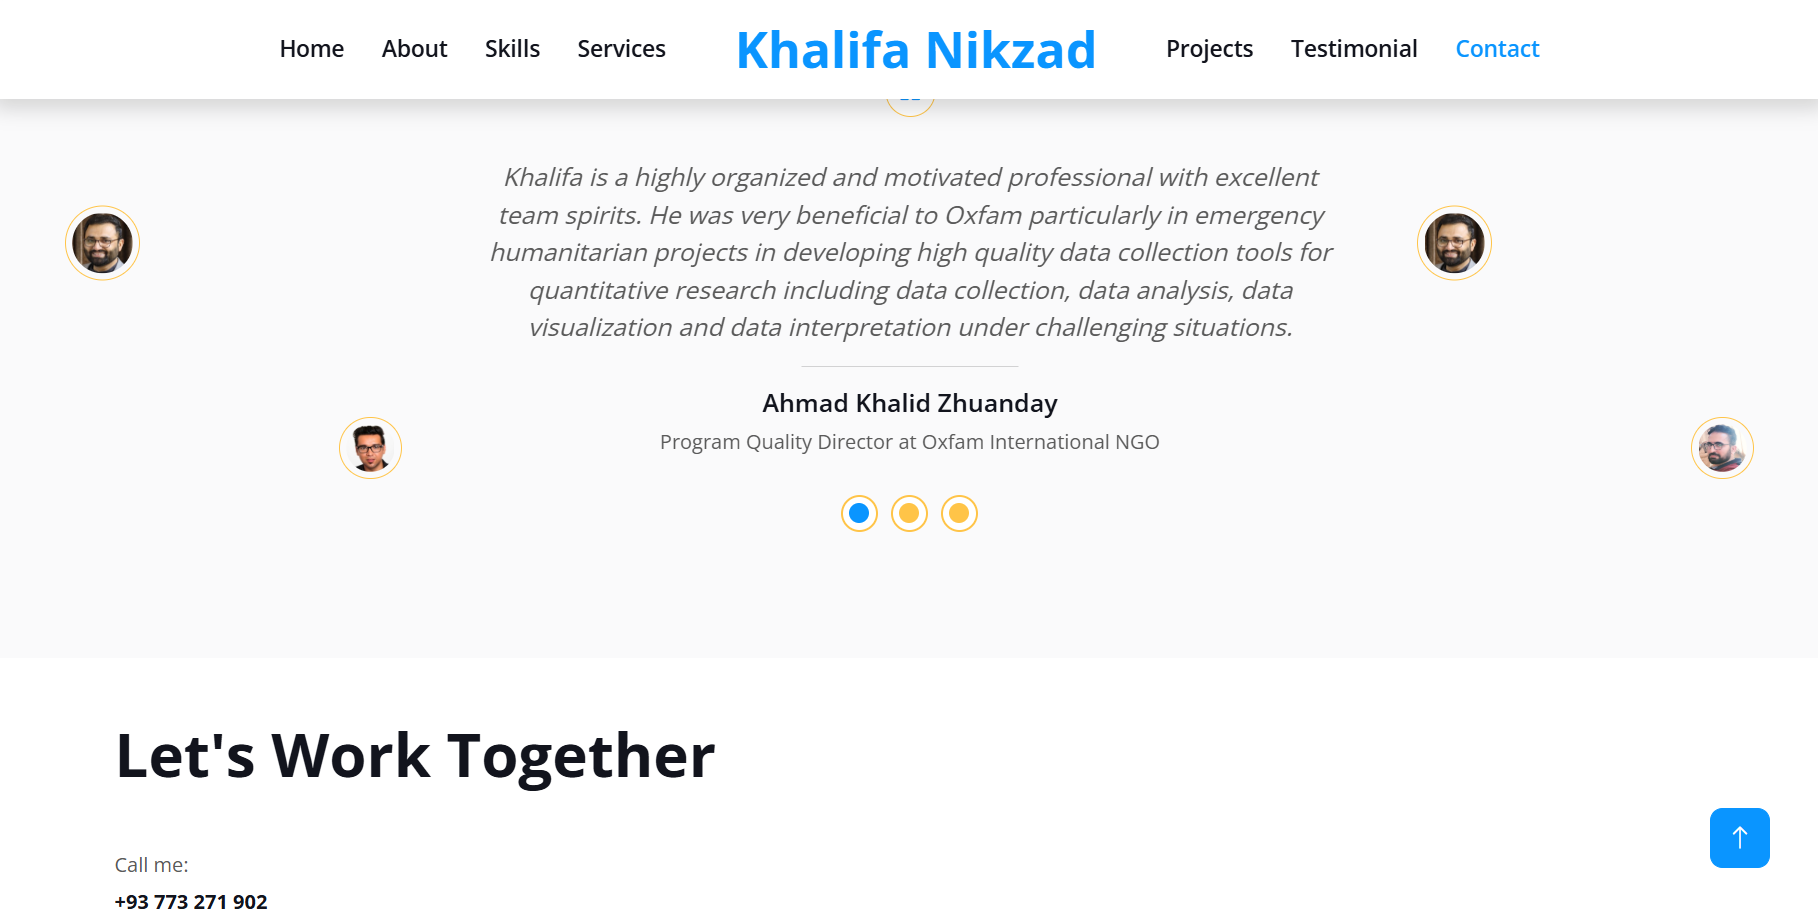 Home About Skills Services Khalifa Nikzad Projects Testimonial Contact
Khalifa is a highly organized and motivated professional with excellent
team spirits. He was very beneficial to Oxfam particularly in emergency
humanitarian projects in developing high quality data collection tools for
quantitative research including data collection, data analysis, data
visualization and data interpretation under challenging situations.
Ahmad Khalid Zhuanday
Program Quality Director at Oxfam International NGO
Let's Work Together
Call me:
+93 773 271 902